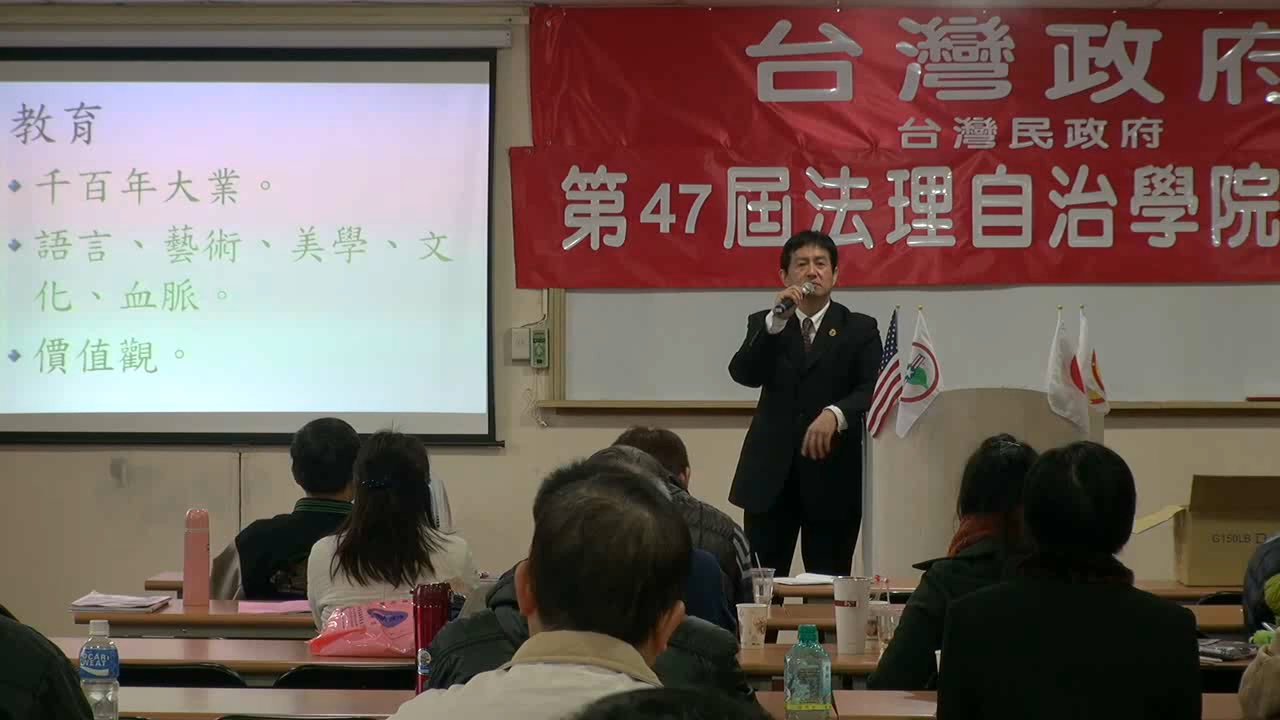 教育
千百年大業。
語言、藝術、美學、文
化、血脈。
價值觀。
台灣政府
台灣民政府
第47屆法理自治學院
G150LB
OCARI
SWEAT